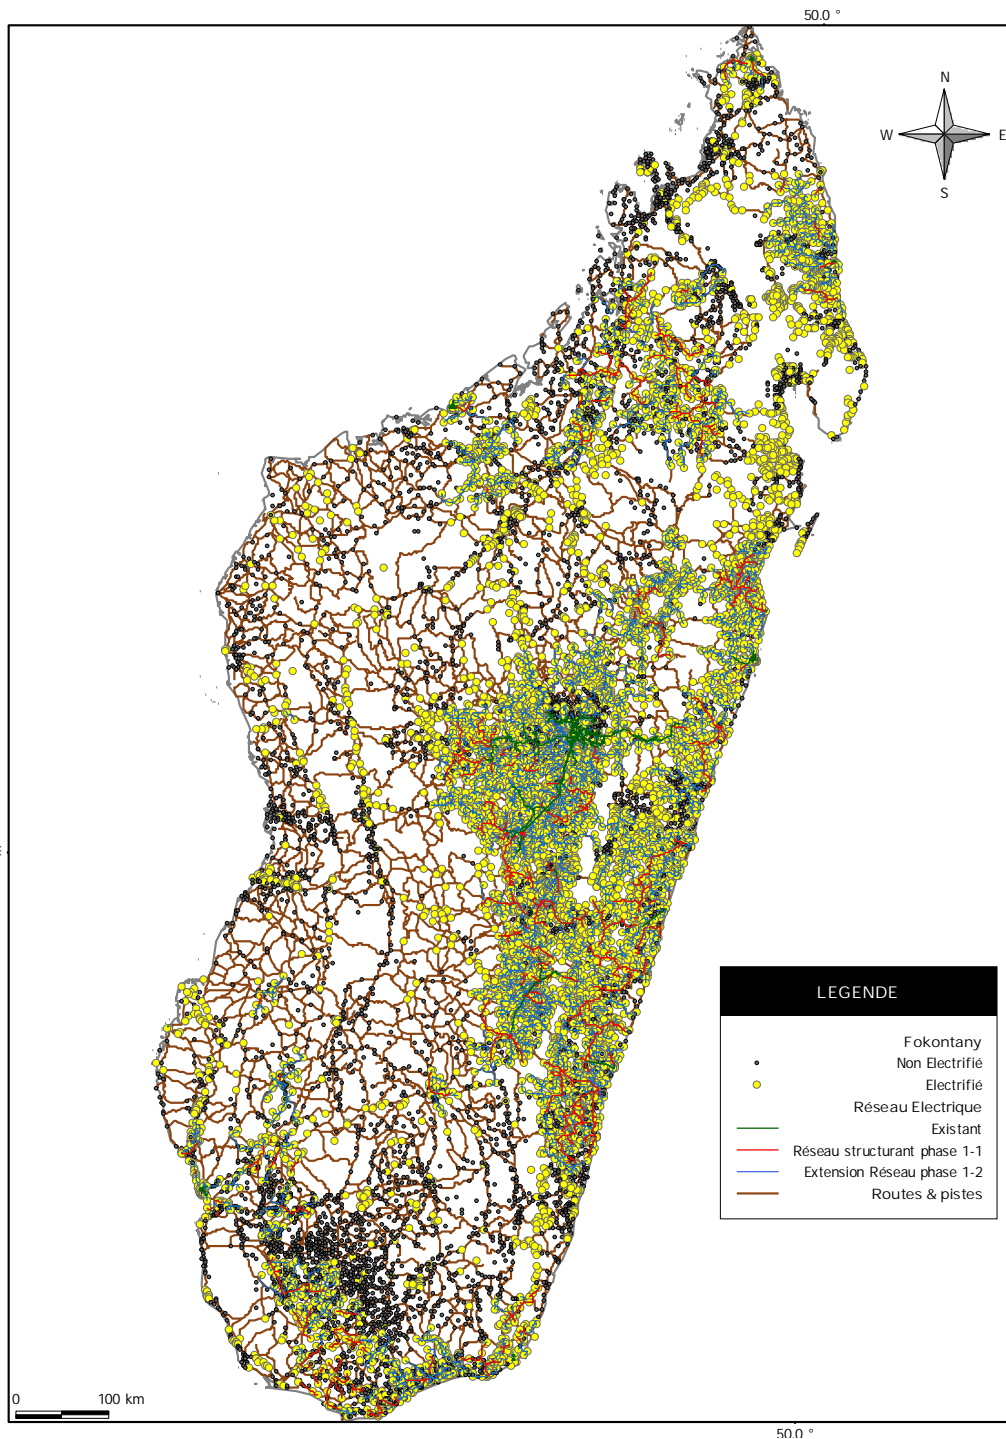 50.0 °
N
W
E
S
LEGENDE
Fokontany
Non Electrifié
Electrifié
Réseau Electrique
Existant
Réseau structurant phase 1-1
Extension Réseau phase 1-2
Routes & pistes
0
100 km
50.0 °